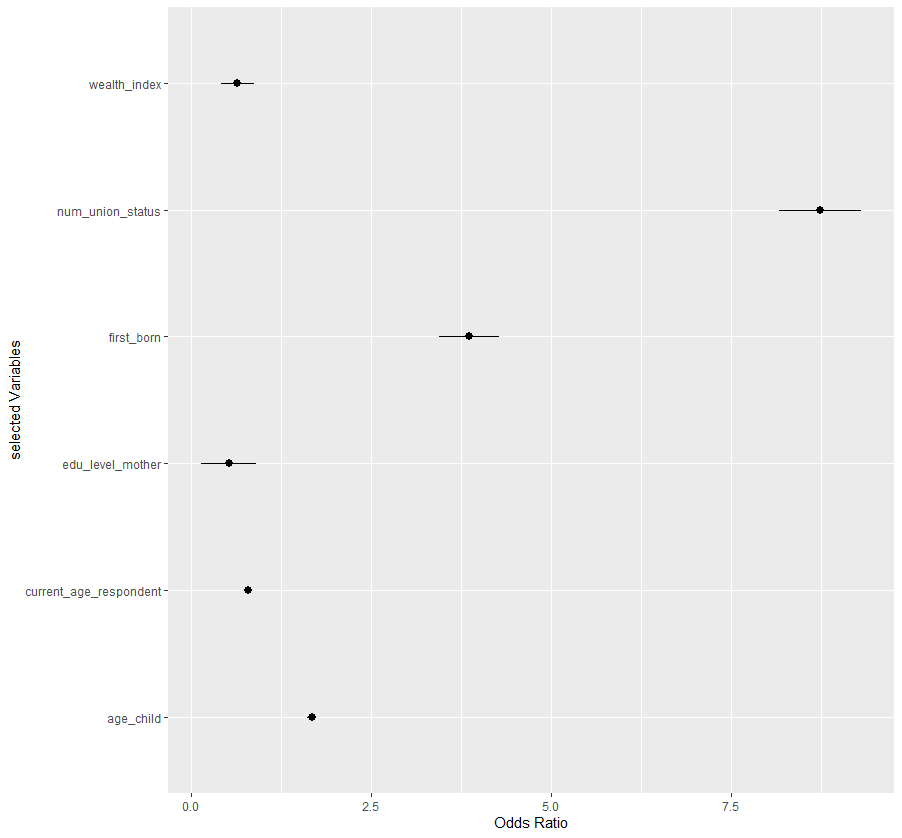 wealth_index
num_union_status
first_born
edu_level_mother
current_age_respondent
age_child
selected Variables
0.0 2.5 5.0 7.5
Odds Ratio